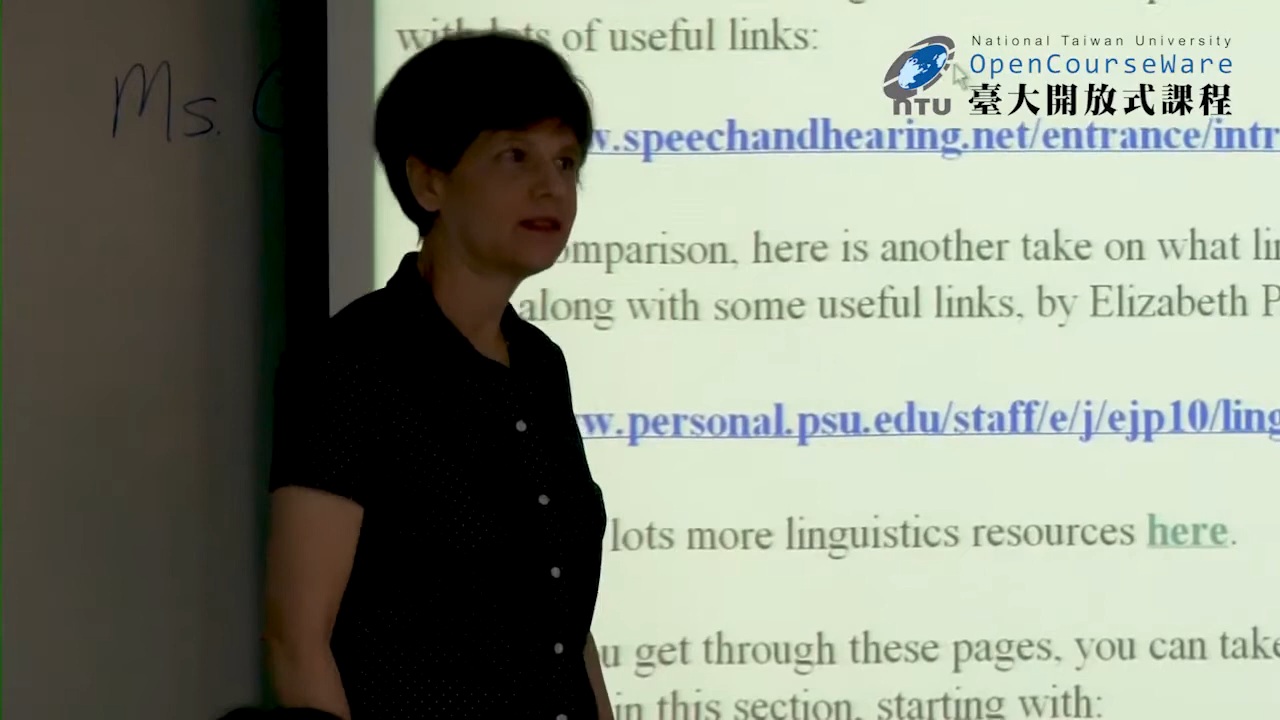 with lots of useful links:
National Taiwan University
OpenCourseWare
NTU
臺大開放式課程
Ms.
w.speechandhearing.net/entrance/intr
omparison, here is another take on what
along with some useful links, by Elizabeth P
w.personal.psu.edu/staff/e/j/ejp10/ling
lots more linguistics resources here.
u get through these pages, you can take
in this section, starting with: